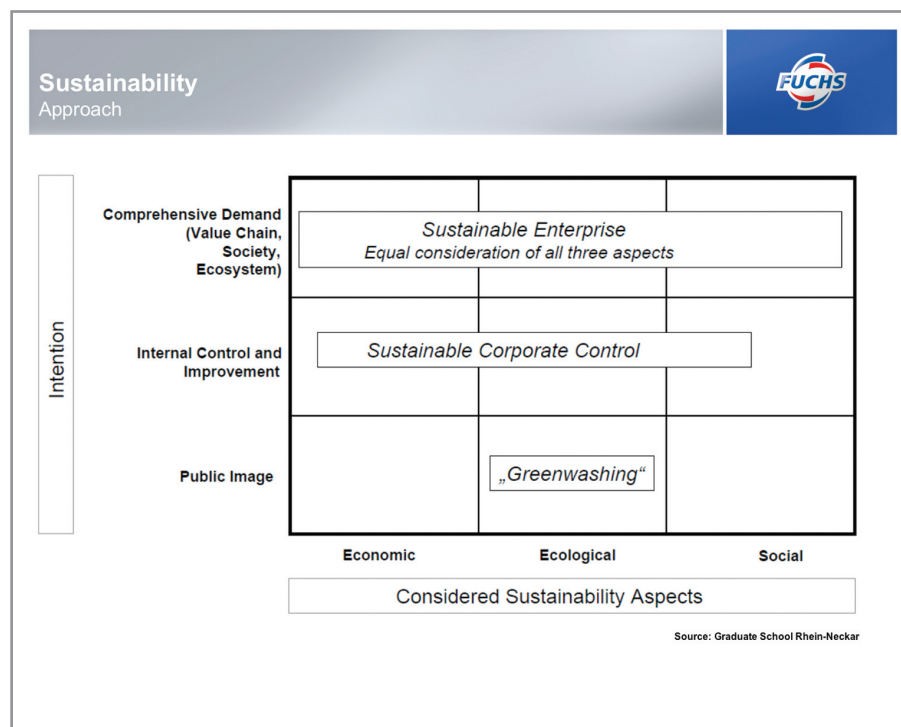 Sustainability
Approach
FUCHS
Intention
Comprehensive Demand
(Value Chain,
Society,
Ecosystem)
Sustainable Enterprise
Equal consideration of all three aspects
Internal Control and
Improvement
Sustainable Corporate Control
Public Image
„Greenwashing“
Economic
Ecological
Social
Considered Sustainability Aspects
Source: Graduate School Rhein-Neckar